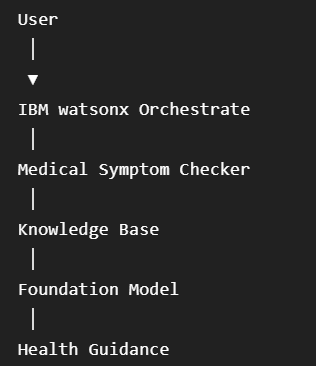 User
│
▼
IBM watsonx Orchestrate
│
Medical Symptom Checker
│
Knowledge Base
│
Foundation Model
│
Health Guidance